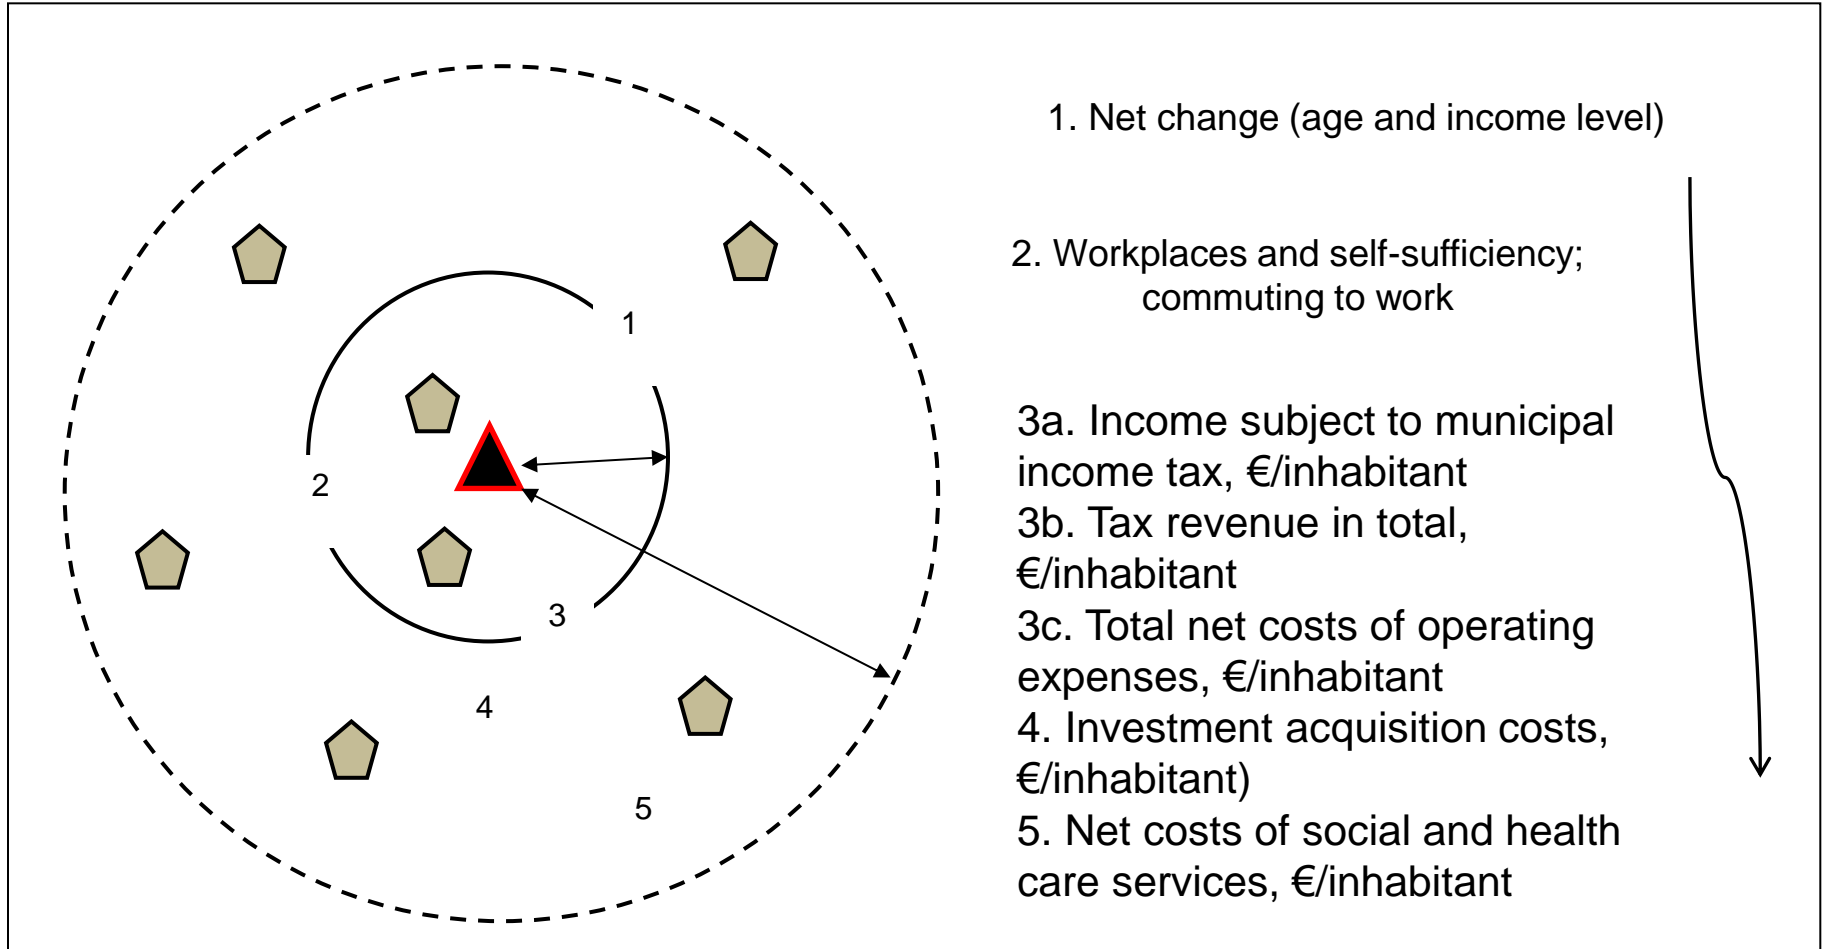 1
2
3
4
5
1. Net change (age and income level)
2. Workplaces and self-sufficiency;
commuting to work
3a. Income subject to municipal
income tax, €/inhabitant
3b. Tax revenue in total,
€/inhabitant
3c. Total net costs of operating
expenses, €/inhabitant
4. Investment acquisition costs,
€/inhabitant)
5. Net costs of social and health
care services, €/inhabitant